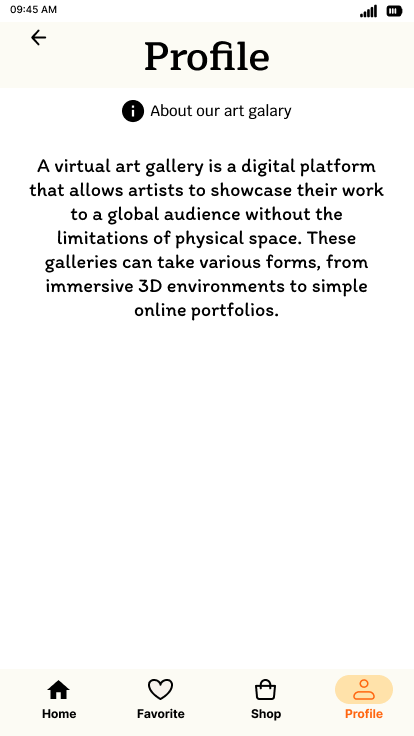 09:45 AM
Profile
About our art galary
A virtual art gallery is a digital platform
that allows artists to showcase their work
to a global audience without the
limitations of physical space. These
galleries can take various forms, from
immersive 3D environments to simple
online portfolios.
Home
Favorite
Shop
Profile